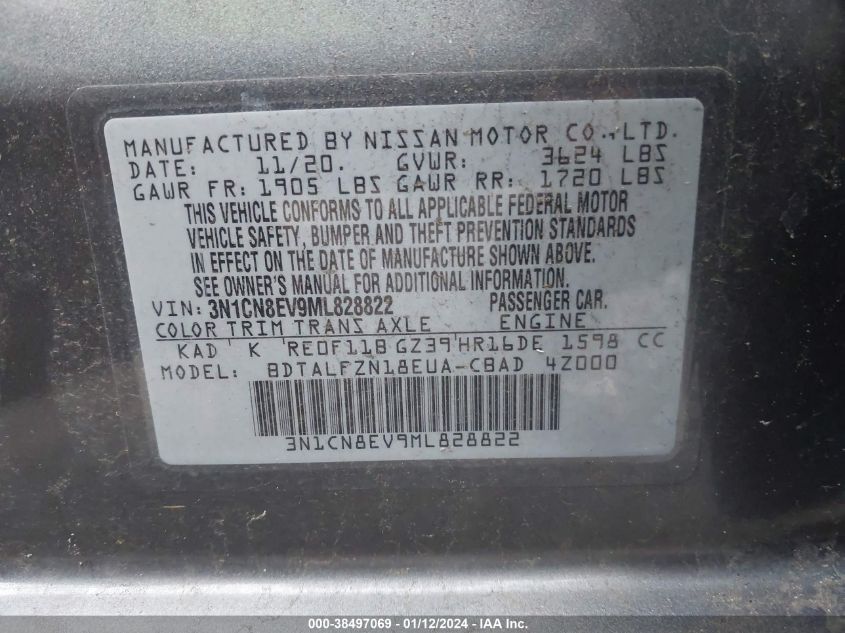 MANUFACTURED BY NISSAN MOTOR CO., LTD.
DATE: 11/20. GVWR: 3624 LBS
GAWR FR: 1905 LBS GAWR RR: 1720 LBS
THIS VEHICLE CONFORMS TO ALL APPLICABLE FEDERAL MOTOR
VEHICLE SAFETY, BUMPER AND THEFT PREVENTION STANDARDS
IN EFFECT ON THE DATE OF MANUFACTURE SHOWN ABOVE.
SEE OWNER'S MANUAL FOR ADDITIONAL INFORMATION.
VIN: 3N1CN8EV9ML828822 PASSENGER CAR.
COLOR TRIM TRANS AXLE ENGINE
KAD K RE0F11B GZ39 HR16DE 1598 CC
MODEL: BDTALFZN18EUA-CBAD 4Z000
3N1CN8EV9ML828822
000-38497069 - 01/12/2024 - IAAI.COM